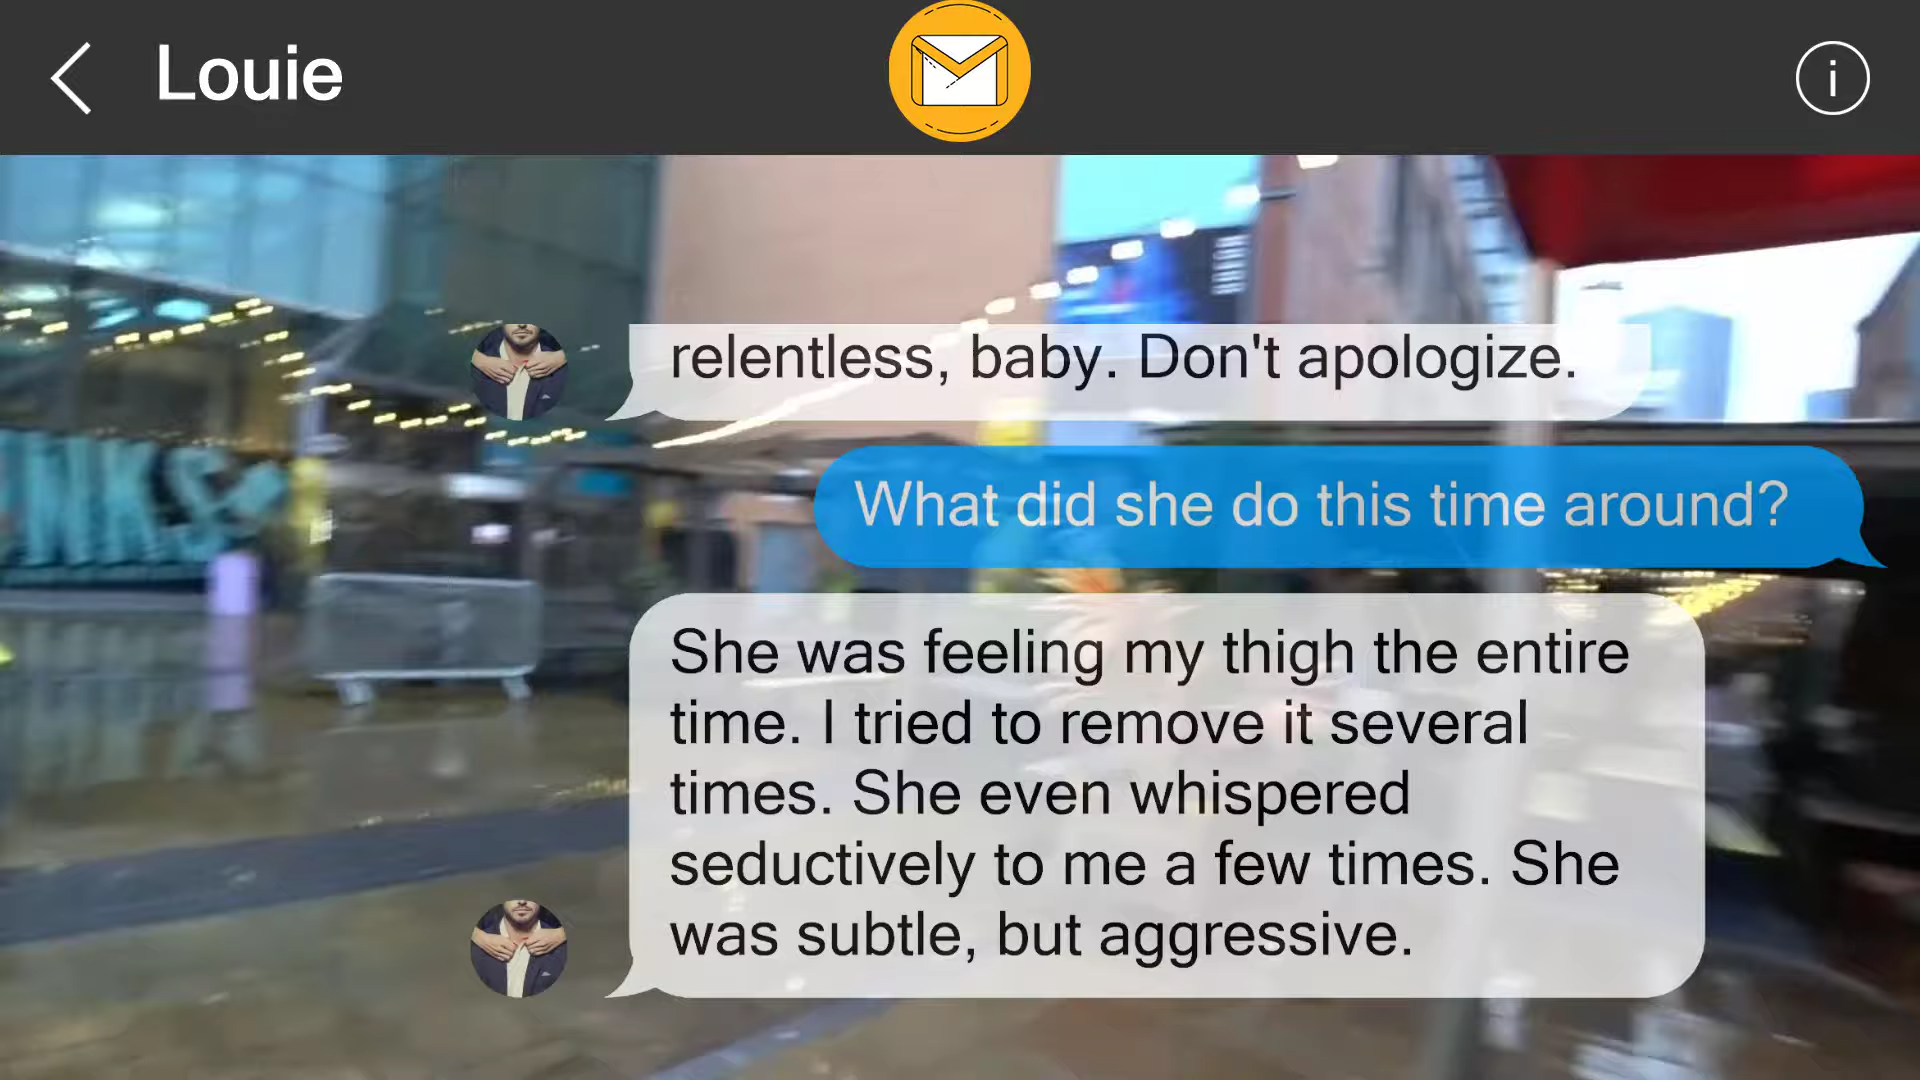 Louie
relentless, baby. Don't apologize.
What did she do this time around?
She was feeling my thigh the entire
time. I tried to remove it several
times. She even whispered
seductively to me a few times. She
was subtle, but aggressive.